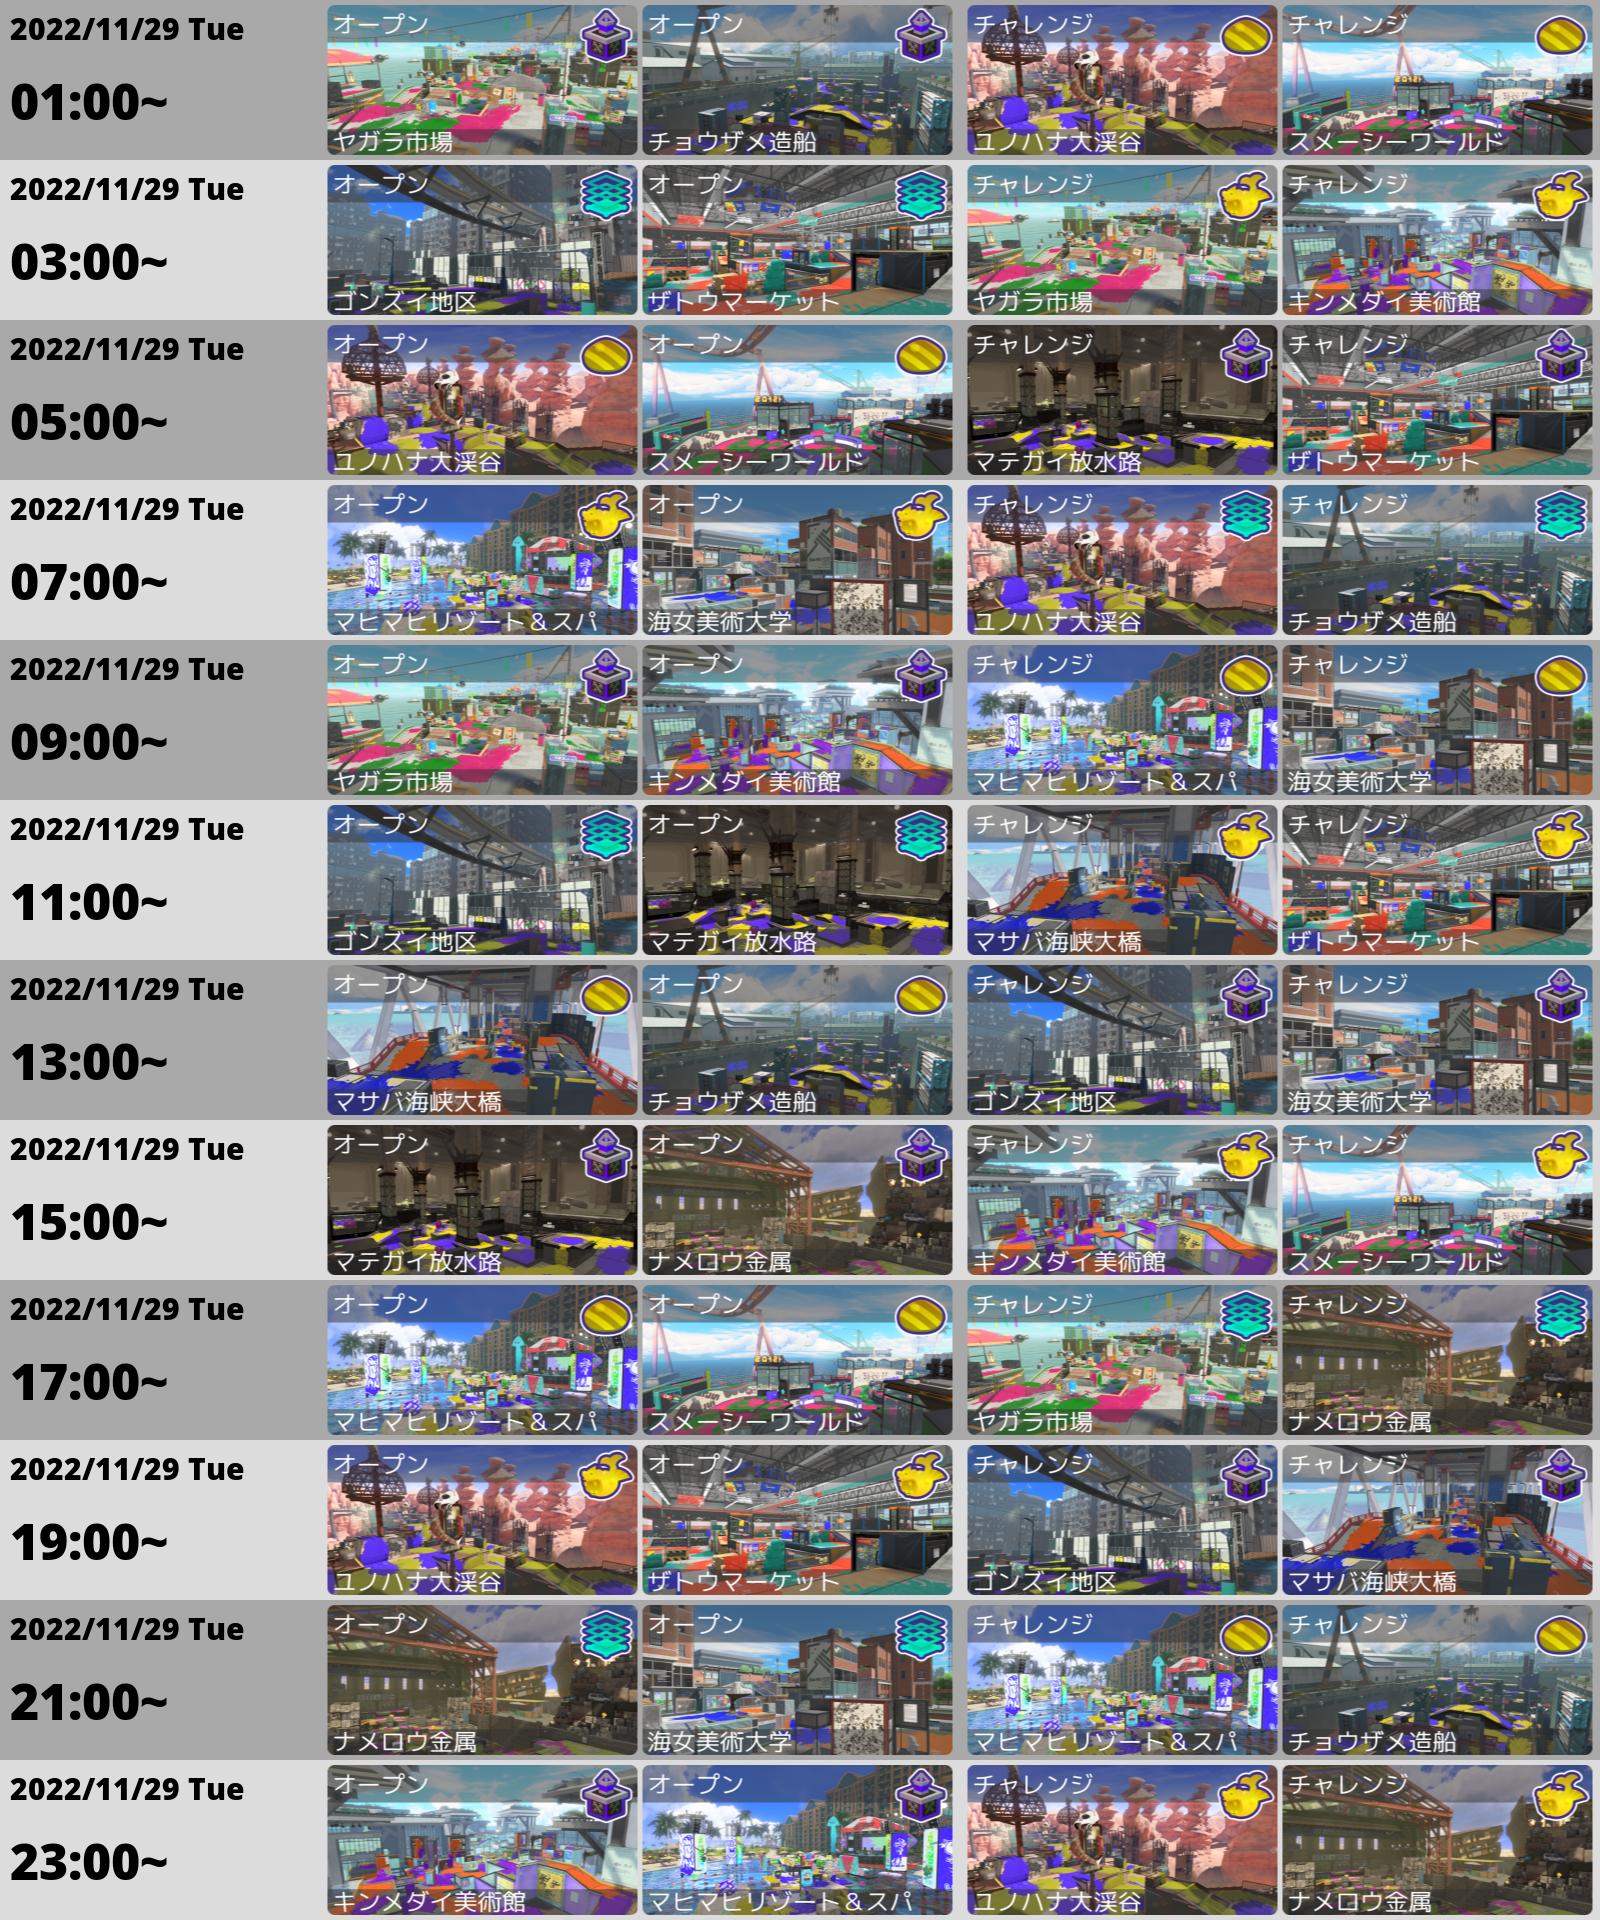 2022/11/29 Tue
01:00~
オープン
ヤガラ市場
オープン
チョウザメ造船
チャレンジ
ユノハナ大渓谷
チャレンジ
スメーシーワールド
2022/11/29 Tue
03:00~
オープン
ゴンズイ地区
オープン
ザトウマーケット
チャレンジ
ヤガラ市場
チャレンジ
キンメダイ美術館
2022/11/29 Tue
05:00~
オープン
ユノハナ大渓谷
オープン
スメーシーワールド
チャレンジ
マテガイ放水路
チャレンジ
ザトウマーケット
2022/11/29 Tue
07:00~
オープン
マヒマヒリゾート＆スパ
オープン
海女美術大学
チャレンジ
ユノハナ大渓谷
チャレンジ
チョウザメ造船
2022/11/29 Tue
09:00~
オープン
ヤガラ市場
オープン
キンメダイ美術館
チャレンジ
マヒマヒリゾート＆スパ
チャレンジ
海女美術大学
2022/11/29 Tue
11:00~
オープン
ゴンズイ地区
オープン
マテガイ放水路
チャレンジ
マサバ海峡大橋
チャレンジ
ザトウマーケット
2022/11/29 Tue
13:00~
オープン
マサバ海峡大橋
オープン
チョウザメ造船
チャレンジ
ゴンズイ地区
チャレンジ
海女美術大学
2022/11/29 Tue
15:00~
オープン
マテガイ放水路
オープン
ナメロウ金属
チャレンジ
キンメダイ美術館
チャレンジ
スメーシーワールド
2022/11/29 Tue
17:00~
オープン
マヒマヒリゾート＆スパ
オープン
スメーシーワールド
チャレンジ
ヤガラ市場
チャレンジ
ナメロウ金属
2022/11/29 Tue
19:00~
オープン
ユノハナ大渓谷
オープン
ザトウマーケット
チャレンジ
ゴンズイ地区
チャレンジ
マサバ海峡大橋
2022/11/29 Tue
21:00~
オープン
ナメロウ金属
オープン
海女美術大学
チャレンジ
マヒマヒリゾート＆スパ
チャレンジ
チョウザメ造船
2022/11/29 Tue
23:00~
オープン
キンメダイ美術館
オープン
マヒマヒリゾート＆スパ
チャレンジ
ユノハナ大渓谷
チャレンジ
ナメロウ金属